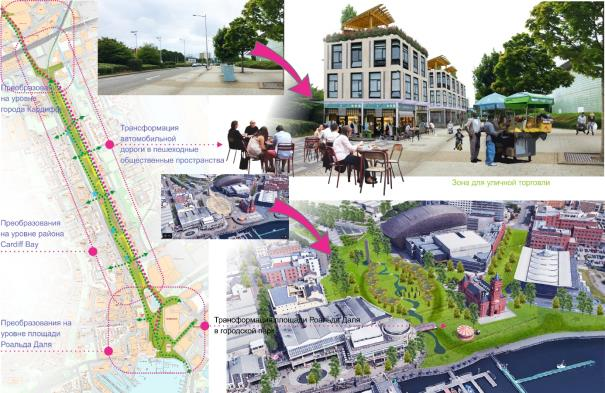 Преобразования
на уровне
города Кардифф
Трансформация
автомобильной
дороги в пешеходные
общественные пространства
Зона для уличной торговли
Преобразования
на уровне района
Cardiff Bay
Преобразования на
уровне площади
Роальда Даля
Трансформация площади Роальда Даля
в городской парк